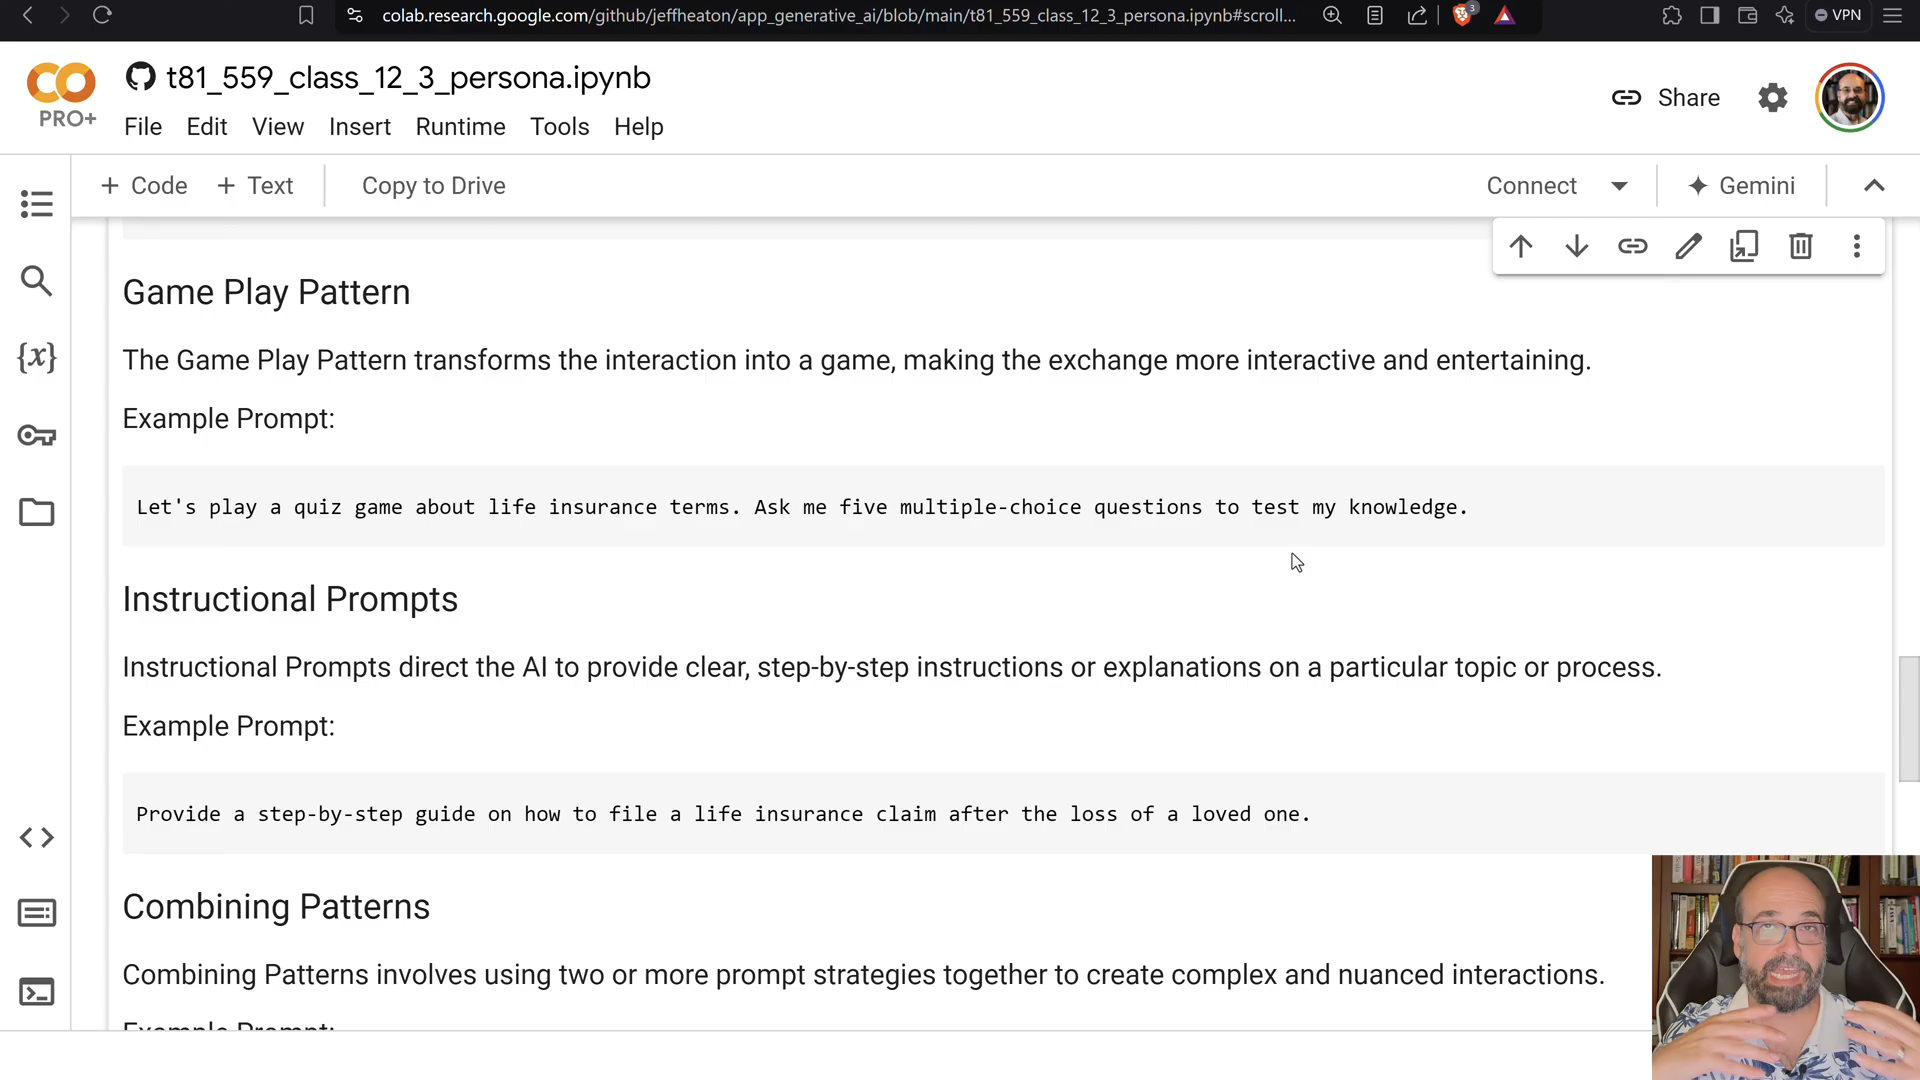 colab.research.google.com/github/jeffheaton/app_generative_ai/blob/main/t81_559_class_12_3_persona.ipynb#scroll...
3
VPN
PRO+
t81_559_class_12_3_persona.ipynb
File Edit View Insert Runtime Tools Help
Share
+ Code + Text Copy to Drive
Connect Gemini
Game Play Pattern
The Game Play Pattern transforms the interaction into a game, making the exchange more interactive and entertaining.
Example Prompt:
Let's play a quiz game about life insurance terms. Ask me five multiple-choice questions to test my knowledge.
Instructional Prompts
Instructional Prompts direct the AI to provide clear, step-by-step instructions or explanations on a particular topic or process.
Example Prompt:
Provide a step-by-step guide on how to file a life insurance claim after the loss of a loved one.
Combining Patterns
Combining Patterns involves using two or more prompt strategies together to create complex and nuanced interactions.
Example Prompt: